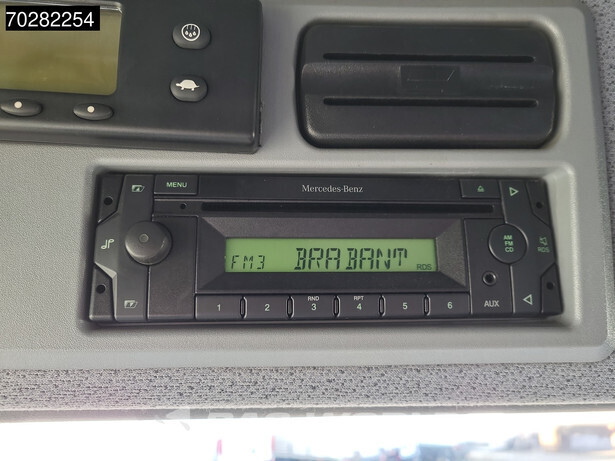 70282254
MENU
Mercedes-Benz
AM
FM
CD
RDS
FM3 BRABANT RDS
RND RPT
1 2 3 4 5 6 AUX